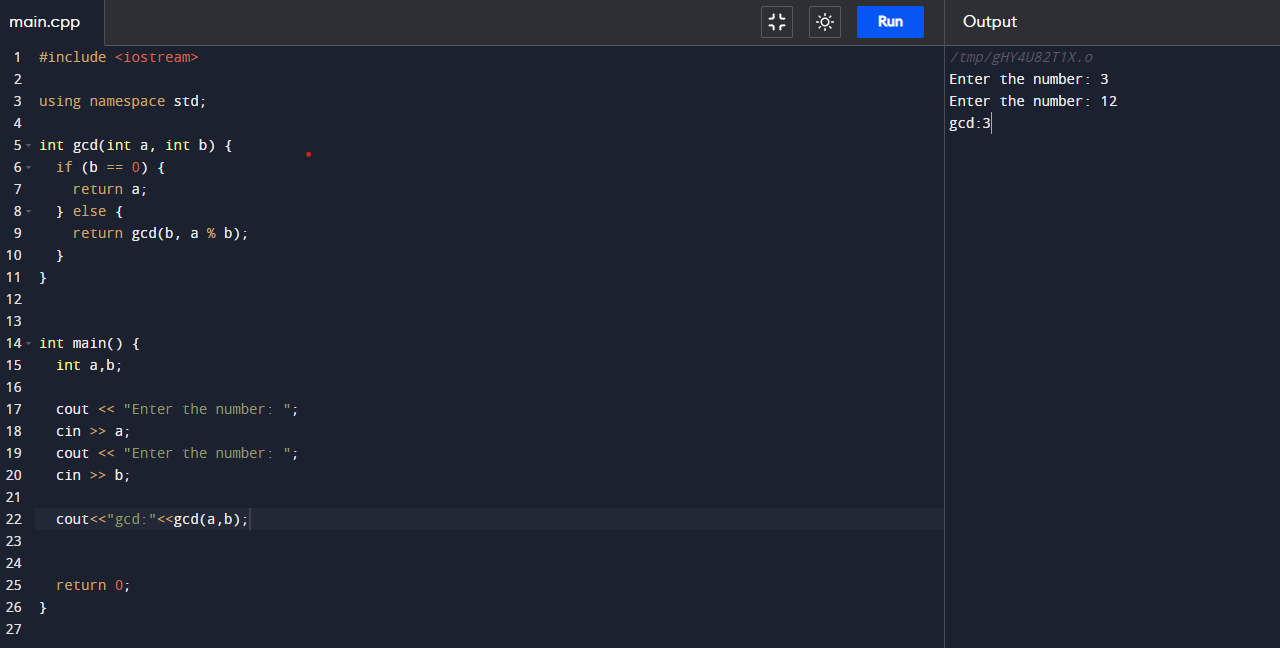 main.cpp
Run
Output
1 #include <iostream>
2
3 using namespace std;
4
5 int gcd(int a, int b) {
6   if (b == 0) {
7     return a;
8   } else {
9     return gcd(b, a % b);
10   }
11 }
12
13
14 int main() {
15   int a,b;
16
17   cout << "Enter the number: ";
18   cin >> a;
19   cout << "Enter the number: ";
20   cin >> b;
21
22   cout<<"gcd:"<<gcd(a,b);
23
24
25   return 0;
26 }
27
/tmp/gHY4U82T1X.o
Enter the number: 3
Enter the number: 12
gcd:3